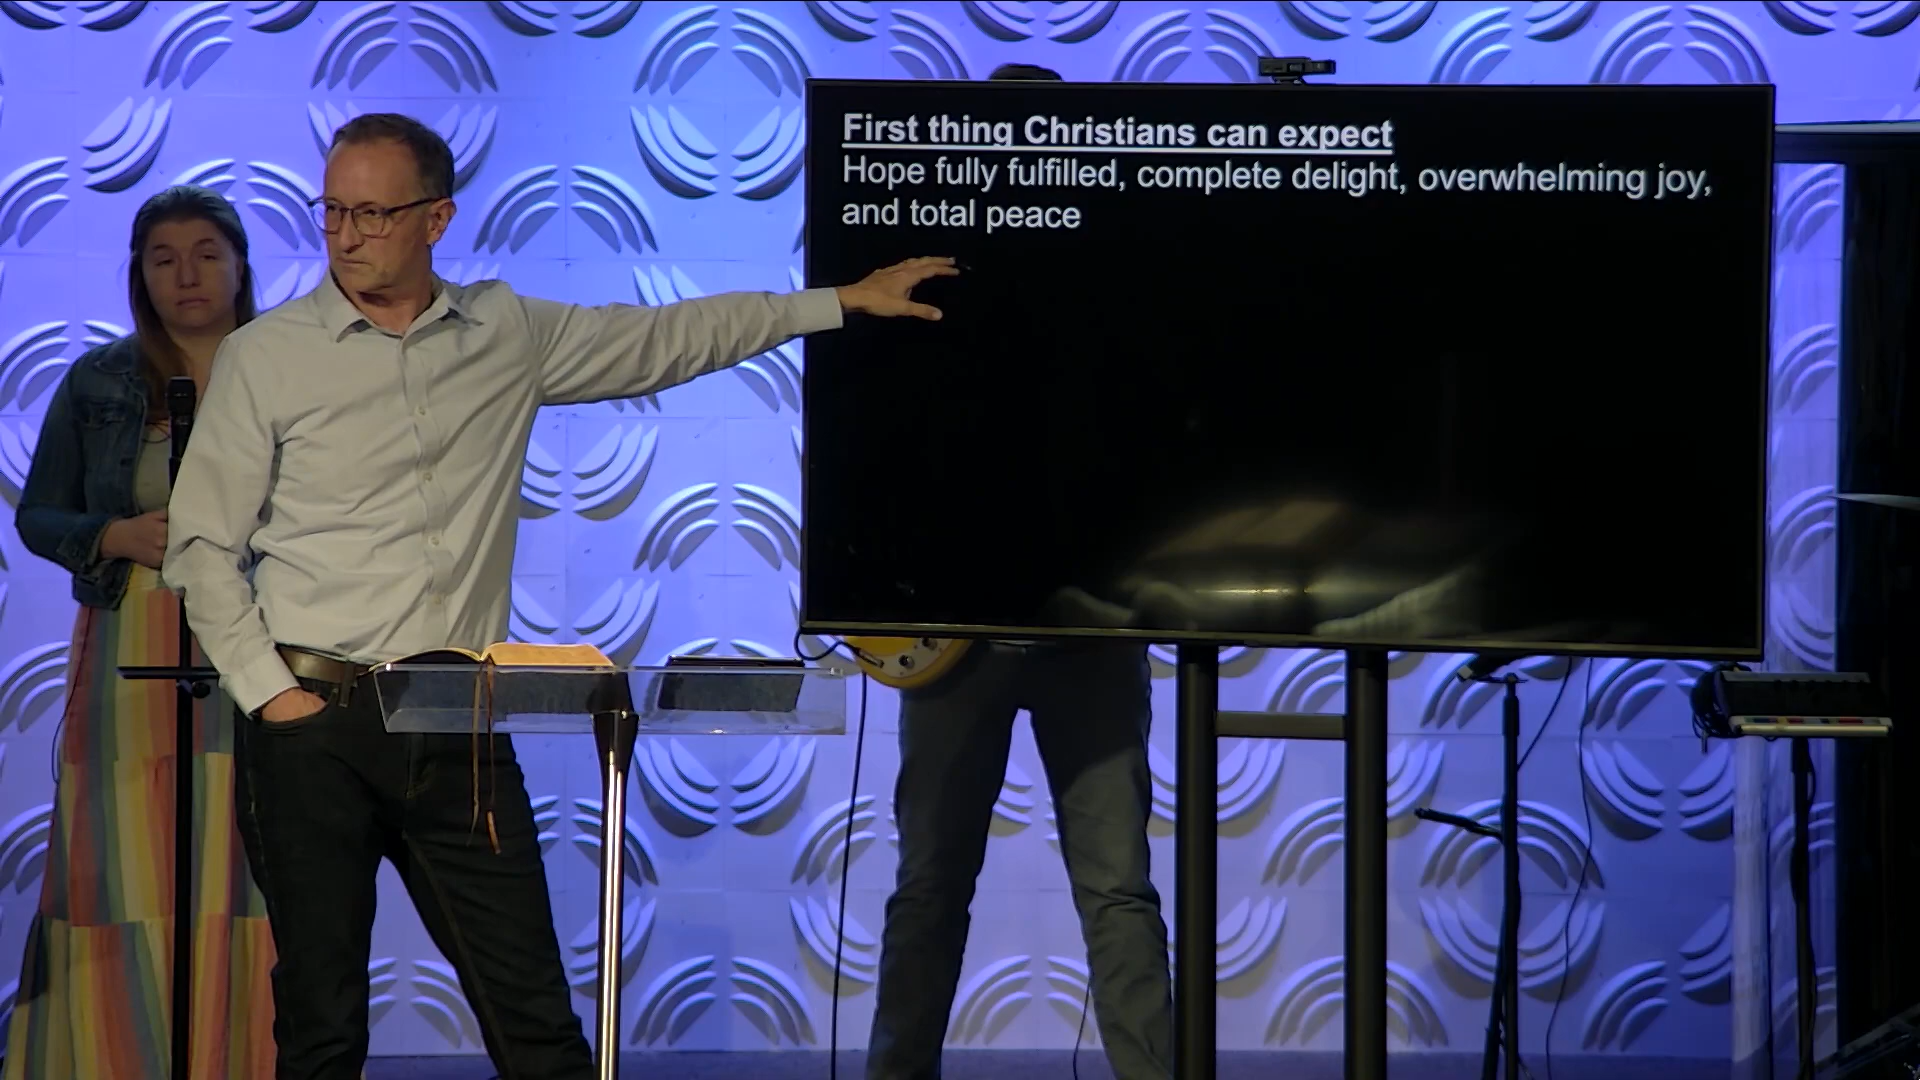 First thing Christians can expect
Hope fully fulfilled, complete delight, overwhelming joy,
and total peace